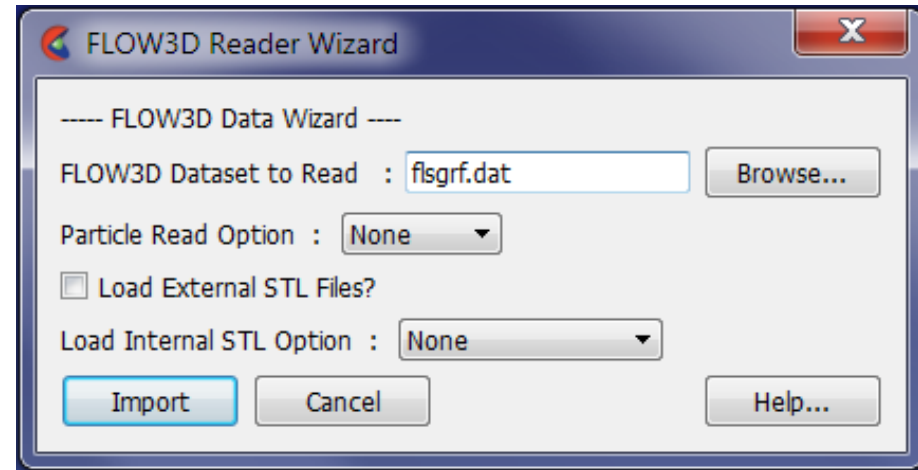 FLOW3D Reader Wizard
----- FLOW3D Data Wizard ----
FLOW3D Dataset to Read : flsgrf.dat Browse...
Particle Read Option : None
Load External STL Files?
Load Internal STL Option : None
Import Cancel Help...